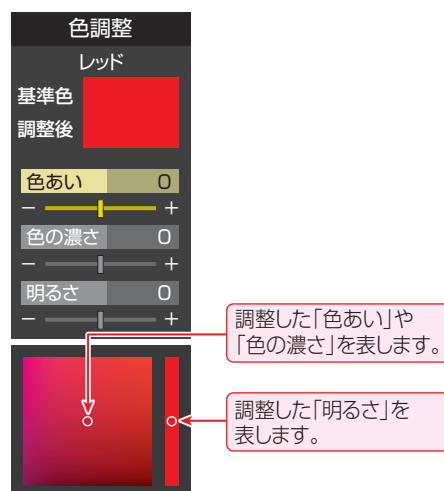 色調整
レッド
基準色
調整後
色あい 0
− +
色の濃さ 0
− +
明るさ 0
− +
調整した「色あい」や
「色の濃さ」を表します。
調整した「明るさ」を
表します。